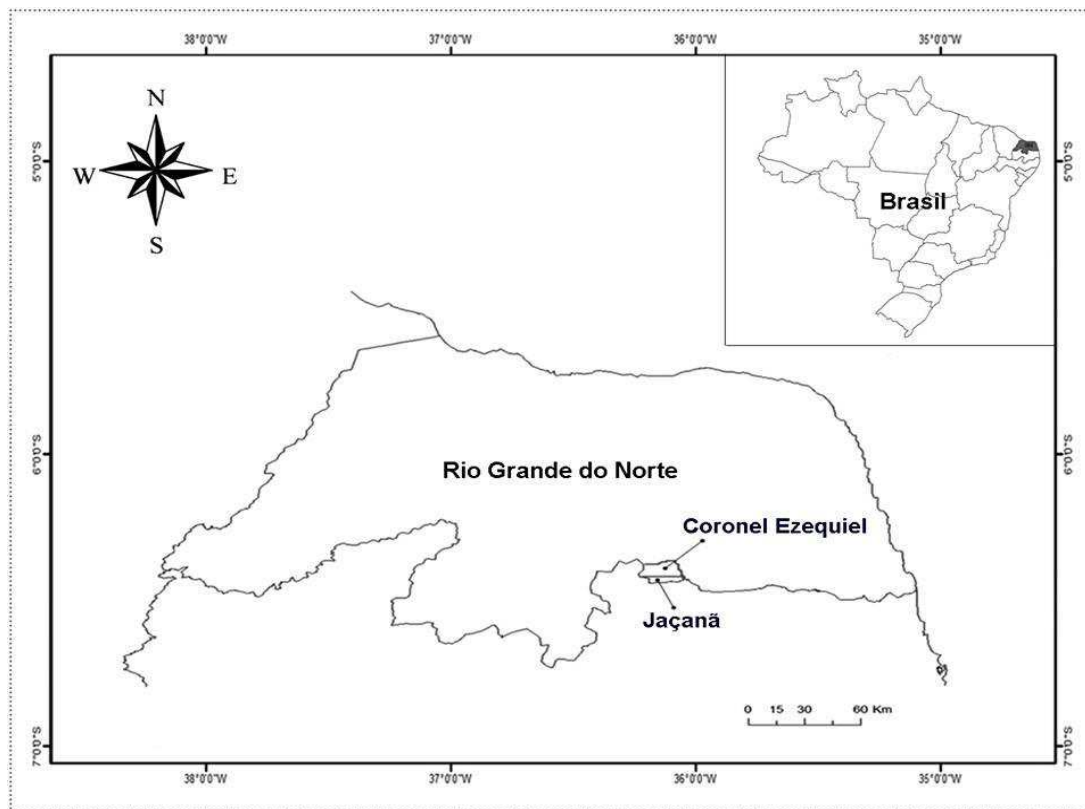 38°0'0"W 37°0'0"W 36°0'0"W 35°0'0"W
N
W E
S
Brasil
5°0'0"S 5°0'0"S
6°0'0"S 6°0'0"S
Rio Grande do Norte
Coronel Ezequiel
Jaçanã
0 15 30 60 Km
7°0'0"S 7°0'0"S
38°0'0"W 37°0'0"W 36°0'0"W 35°0'0"W